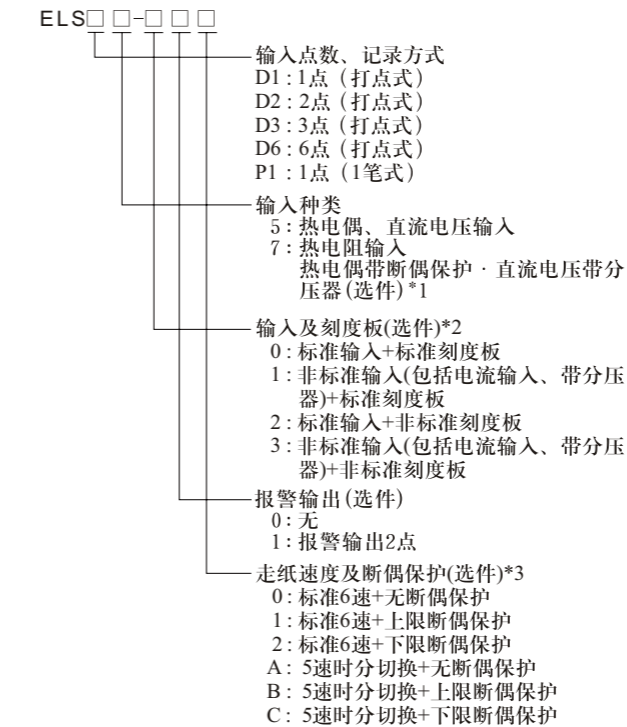 ELS□ □-□ □ □
输入点数、记录方式
D1：1点（打点式）
D2：2点（打点式）
D3：3点（打点式）
D6：6点（打点式）
P1：1点（1笔式）
输入种类
5：热电偶、直流电压输入
7：热电阻输入
热电偶带断偶保护·直流电压带分
压器(选件)*1
输入及刻度板(选件)*2
0：标准输入+标准刻度板
1：非标准输入(包括电流输入、带分压
器)+标准刻度板
2：标准输入+非标准刻度板
3：非标准输入(包括电流输入、带分压
器)+非标准刻度板
报警输出(选件)
0：无
1：报警输出2点
走纸速度及断偶保护(选件)*3
0：标准6速+无断偶保护
1：标准6速+上限断偶保护
2：标准6速+下限断偶保护
A：5速时分切换+无断偶保护
B：5速时分切换+上限断偶保护
C：5速时分切换+下限断偶保护